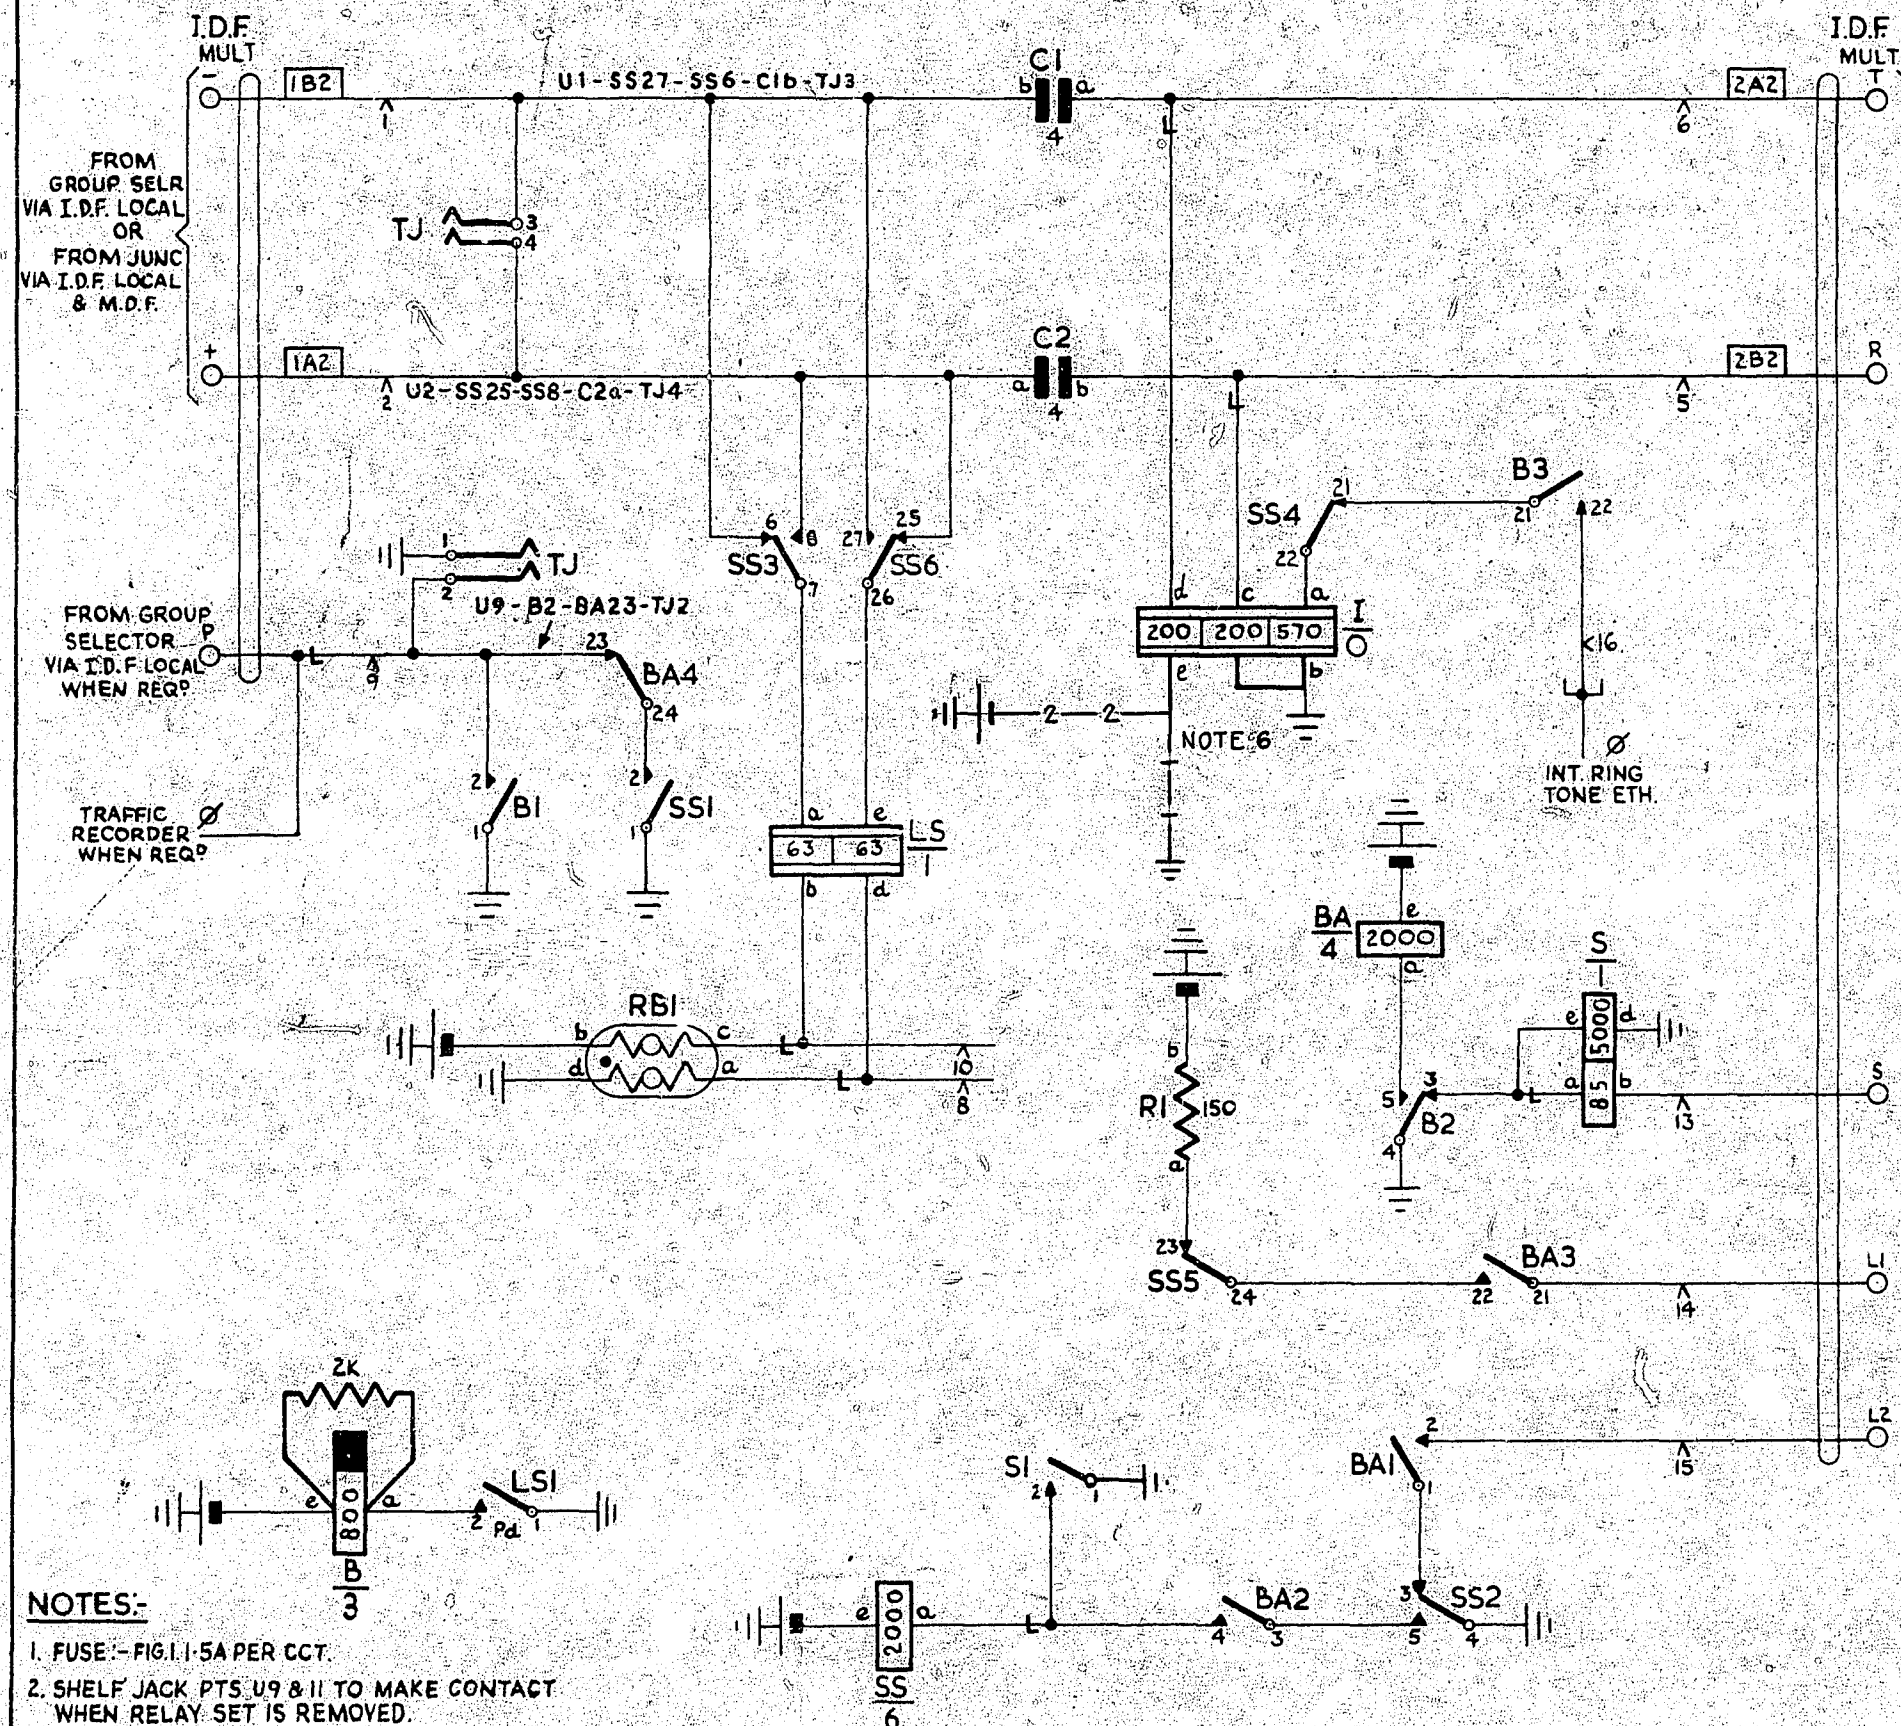 I.D.F.
MULT
I.D.F.
MULT
-
1B2
U1-SS27-SS6-C1b-TJ3
C1
b
a
4
L
2A2
T
1
6
FROM
GROUP SELR
VIA I.D.F. LOCAL
OR
FROM JUNC
VIA I.D.F. LOCAL
& M.D.F.
TJ
3
4
+
1A2
2
U2-SS25-SS8-C2a-TJ4
C2
a
b
4
L
2B2
R
5
1
2
TJ
U9-B2-BA23-TJ2
6
8
SS3
7
27
25
SS6
26
SS4
21
22
B3
21
22
FROM GROUP
SELECTOR
VIA I.D.F LOCAL
WHEN REQD
P
L
9
23
BA4
24
d
c
a
200
200
570
I
O
e
b
16
2 2
NOTE 6
INT. RING
TONE ETH.
Ø
TRAFFIC
RECORDER
WHEN REQD
Ø
2
B1
1
2
SS1
1
a
e
63
63
LS
1
b
d
BA
4
e
2000
d
S
1
e
5000
d
a
85
b
L
S
13
RB1
b
c
d
a
L
10
L
8
b
R1
150
a
5
3
B2
4
23
SS5
24
22
BA3
21
14
L1
2K
e
800
a
B
3
2
LS1
Pd
1
S1
2
1
BA1
2
1
15
L2
e
2000
a
SS
6
L
4
BA2
3
3
SS2
5
4
NOTES:-
1. FUSE:- FIG.1. 1·5A PER CCT.
2. SHELF JACK PTS U9 & 11 TO MAKE CONTACT
WHEN RELAY SET IS REMOVED.